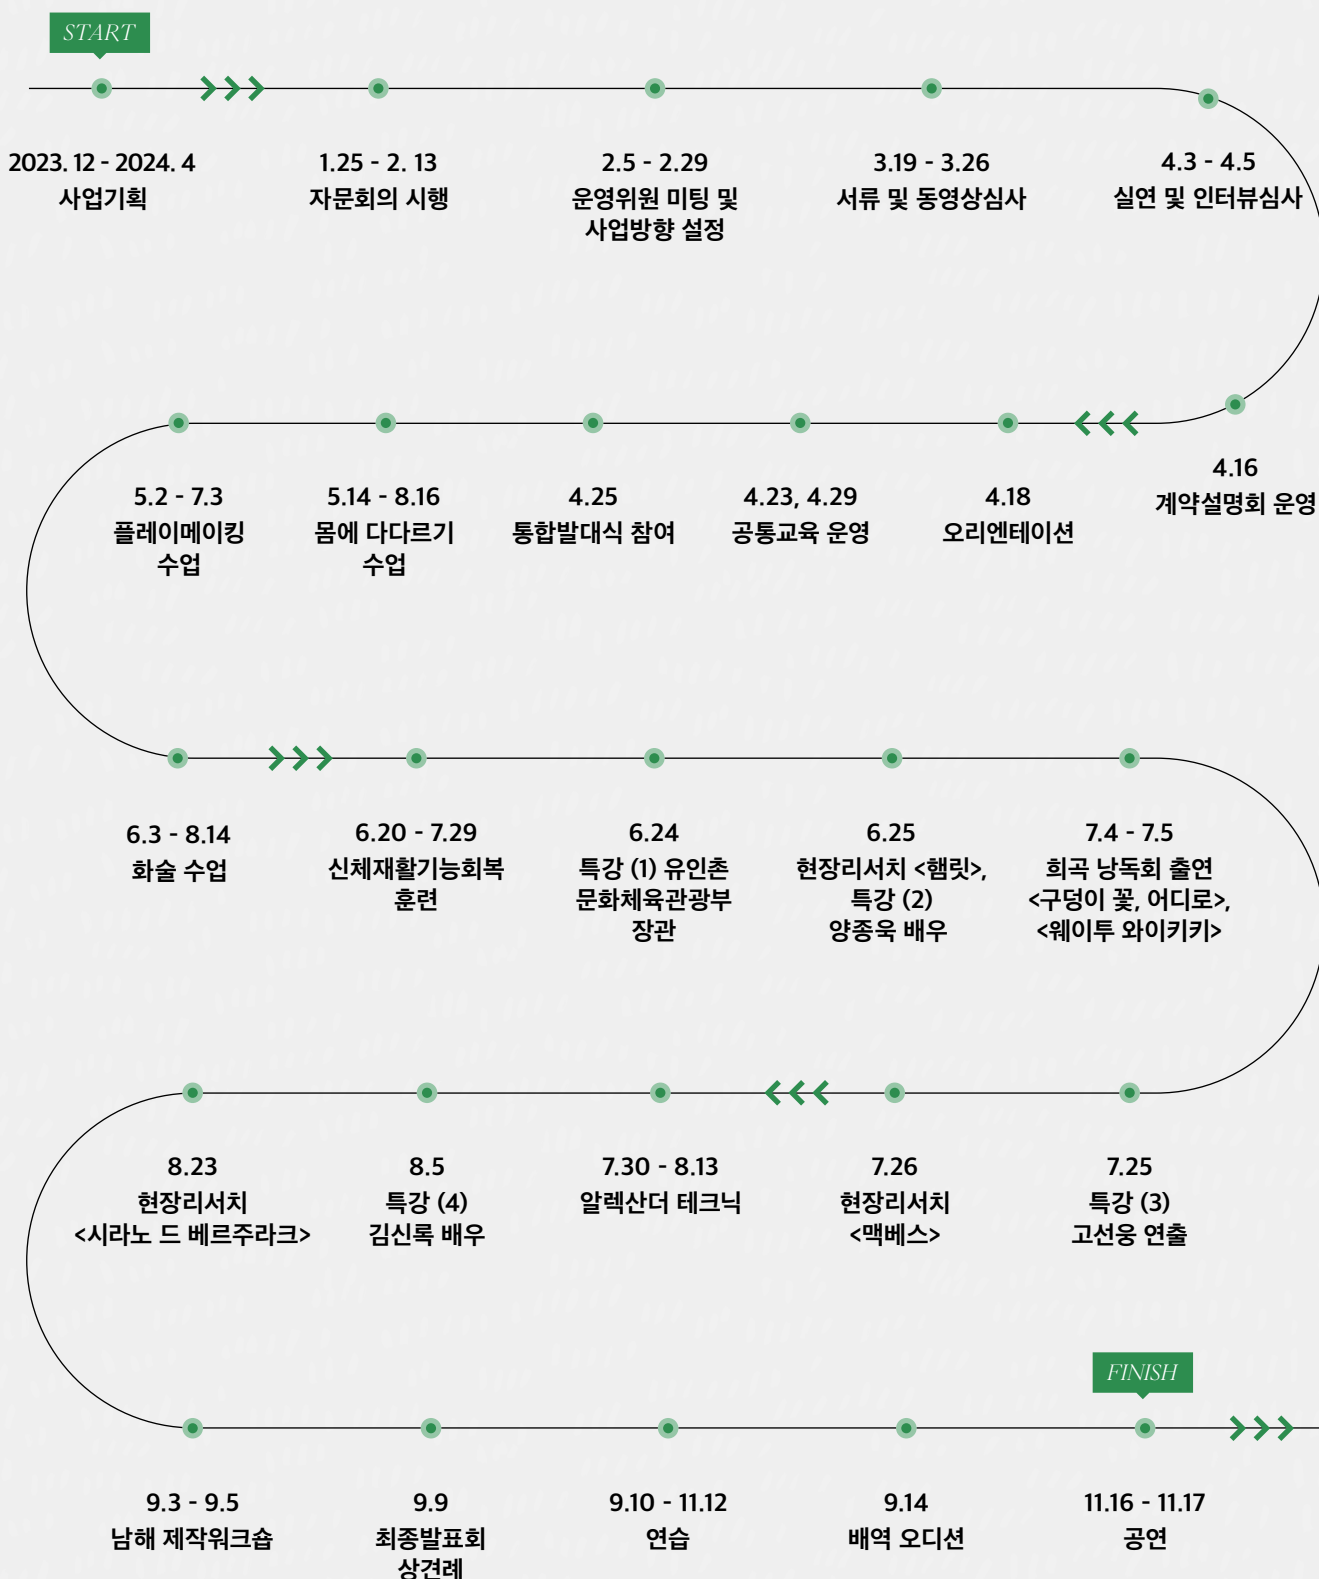 START
2023. 12 - 2024. 4
사업기획
1.25 - 2. 13
자문회의 시행
2.5 - 2.29
운영위원 미팅 및
사업방향 설정
3.19 - 3.26
서류 및 동영상심사
4.3 - 4.5
실연 및 인터뷰심사
4.16
계약설명회 운영
4.18
오리엔테이션
4.23, 4.29
공통교육 운영
4.25
통합발대식 참여
5.14 - 8.16
몸에 다다르기
수업
5.2 - 7.3
플레이메이킹
수업
6.3 - 8.14
화술 수업
6.20 - 7.29
신체재활기능회복
훈련
6.24
특강 (1) 유인촌
문화체육관광부
장관
6.25
현장리서치 <햄릿>,
특강 (2)
양종욱 배우
7.4 - 7.5
희곡 낭독회 출연
<구덩이 꽃, 어디로>,
<웨이투 와이키키>
7.25
특강 (3)
고선웅 연출
7.26
현장리서치
<맥베스>
7.30 - 8.13
알렉산더 테크닉
8.5
특강 (4)
김신록 배우
8.23
현장리서치
<시라노 드 베르주라크>
9.3 - 9.5
남해 제작워크숍
9.9
최종발표회
상견례
9.10 - 11.12
연습
9.14
배역 오디션
FINISH
11.16 - 11.17
공연